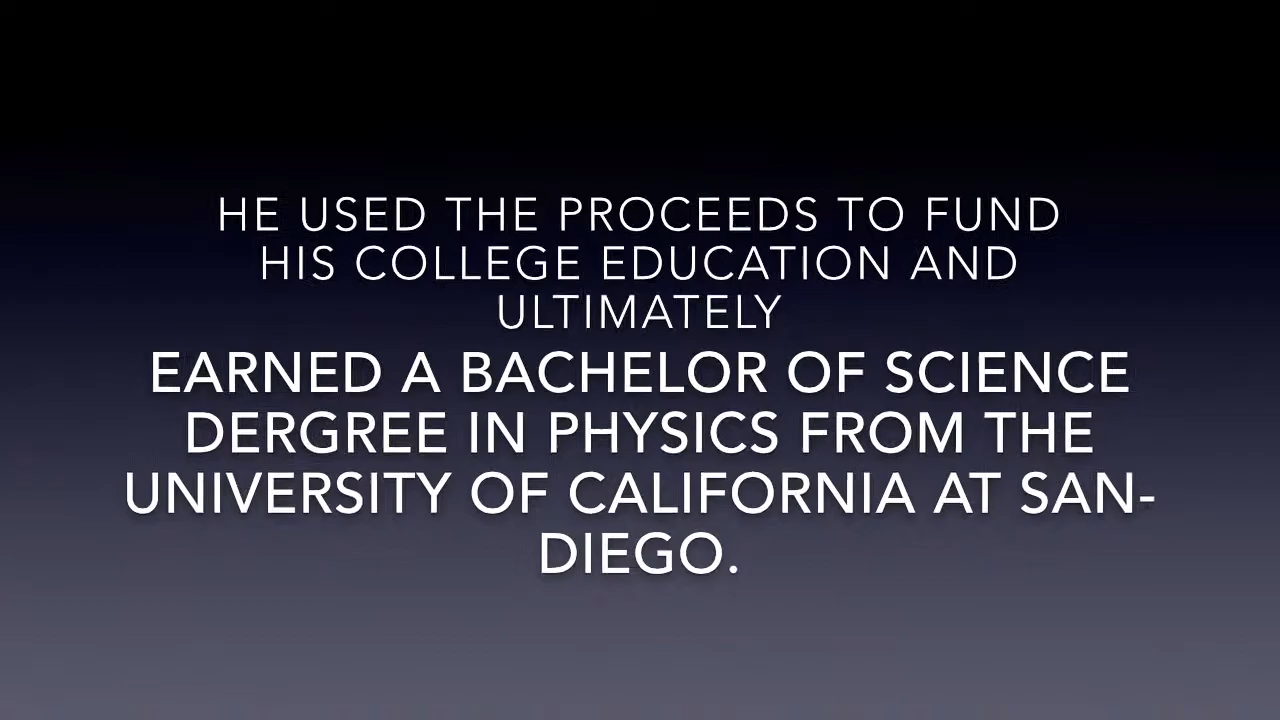 HE USED THE PROCEEDS TO FUND
HIS COLLEGE EDUCATION AND
ULTIMATELY
EARNED A BACHELOR OF SCIENCE
DERGREE IN PHYSICS FROM THE
UNIVERSITY OF CALIFORNIA AT SAN-
DIEGO.